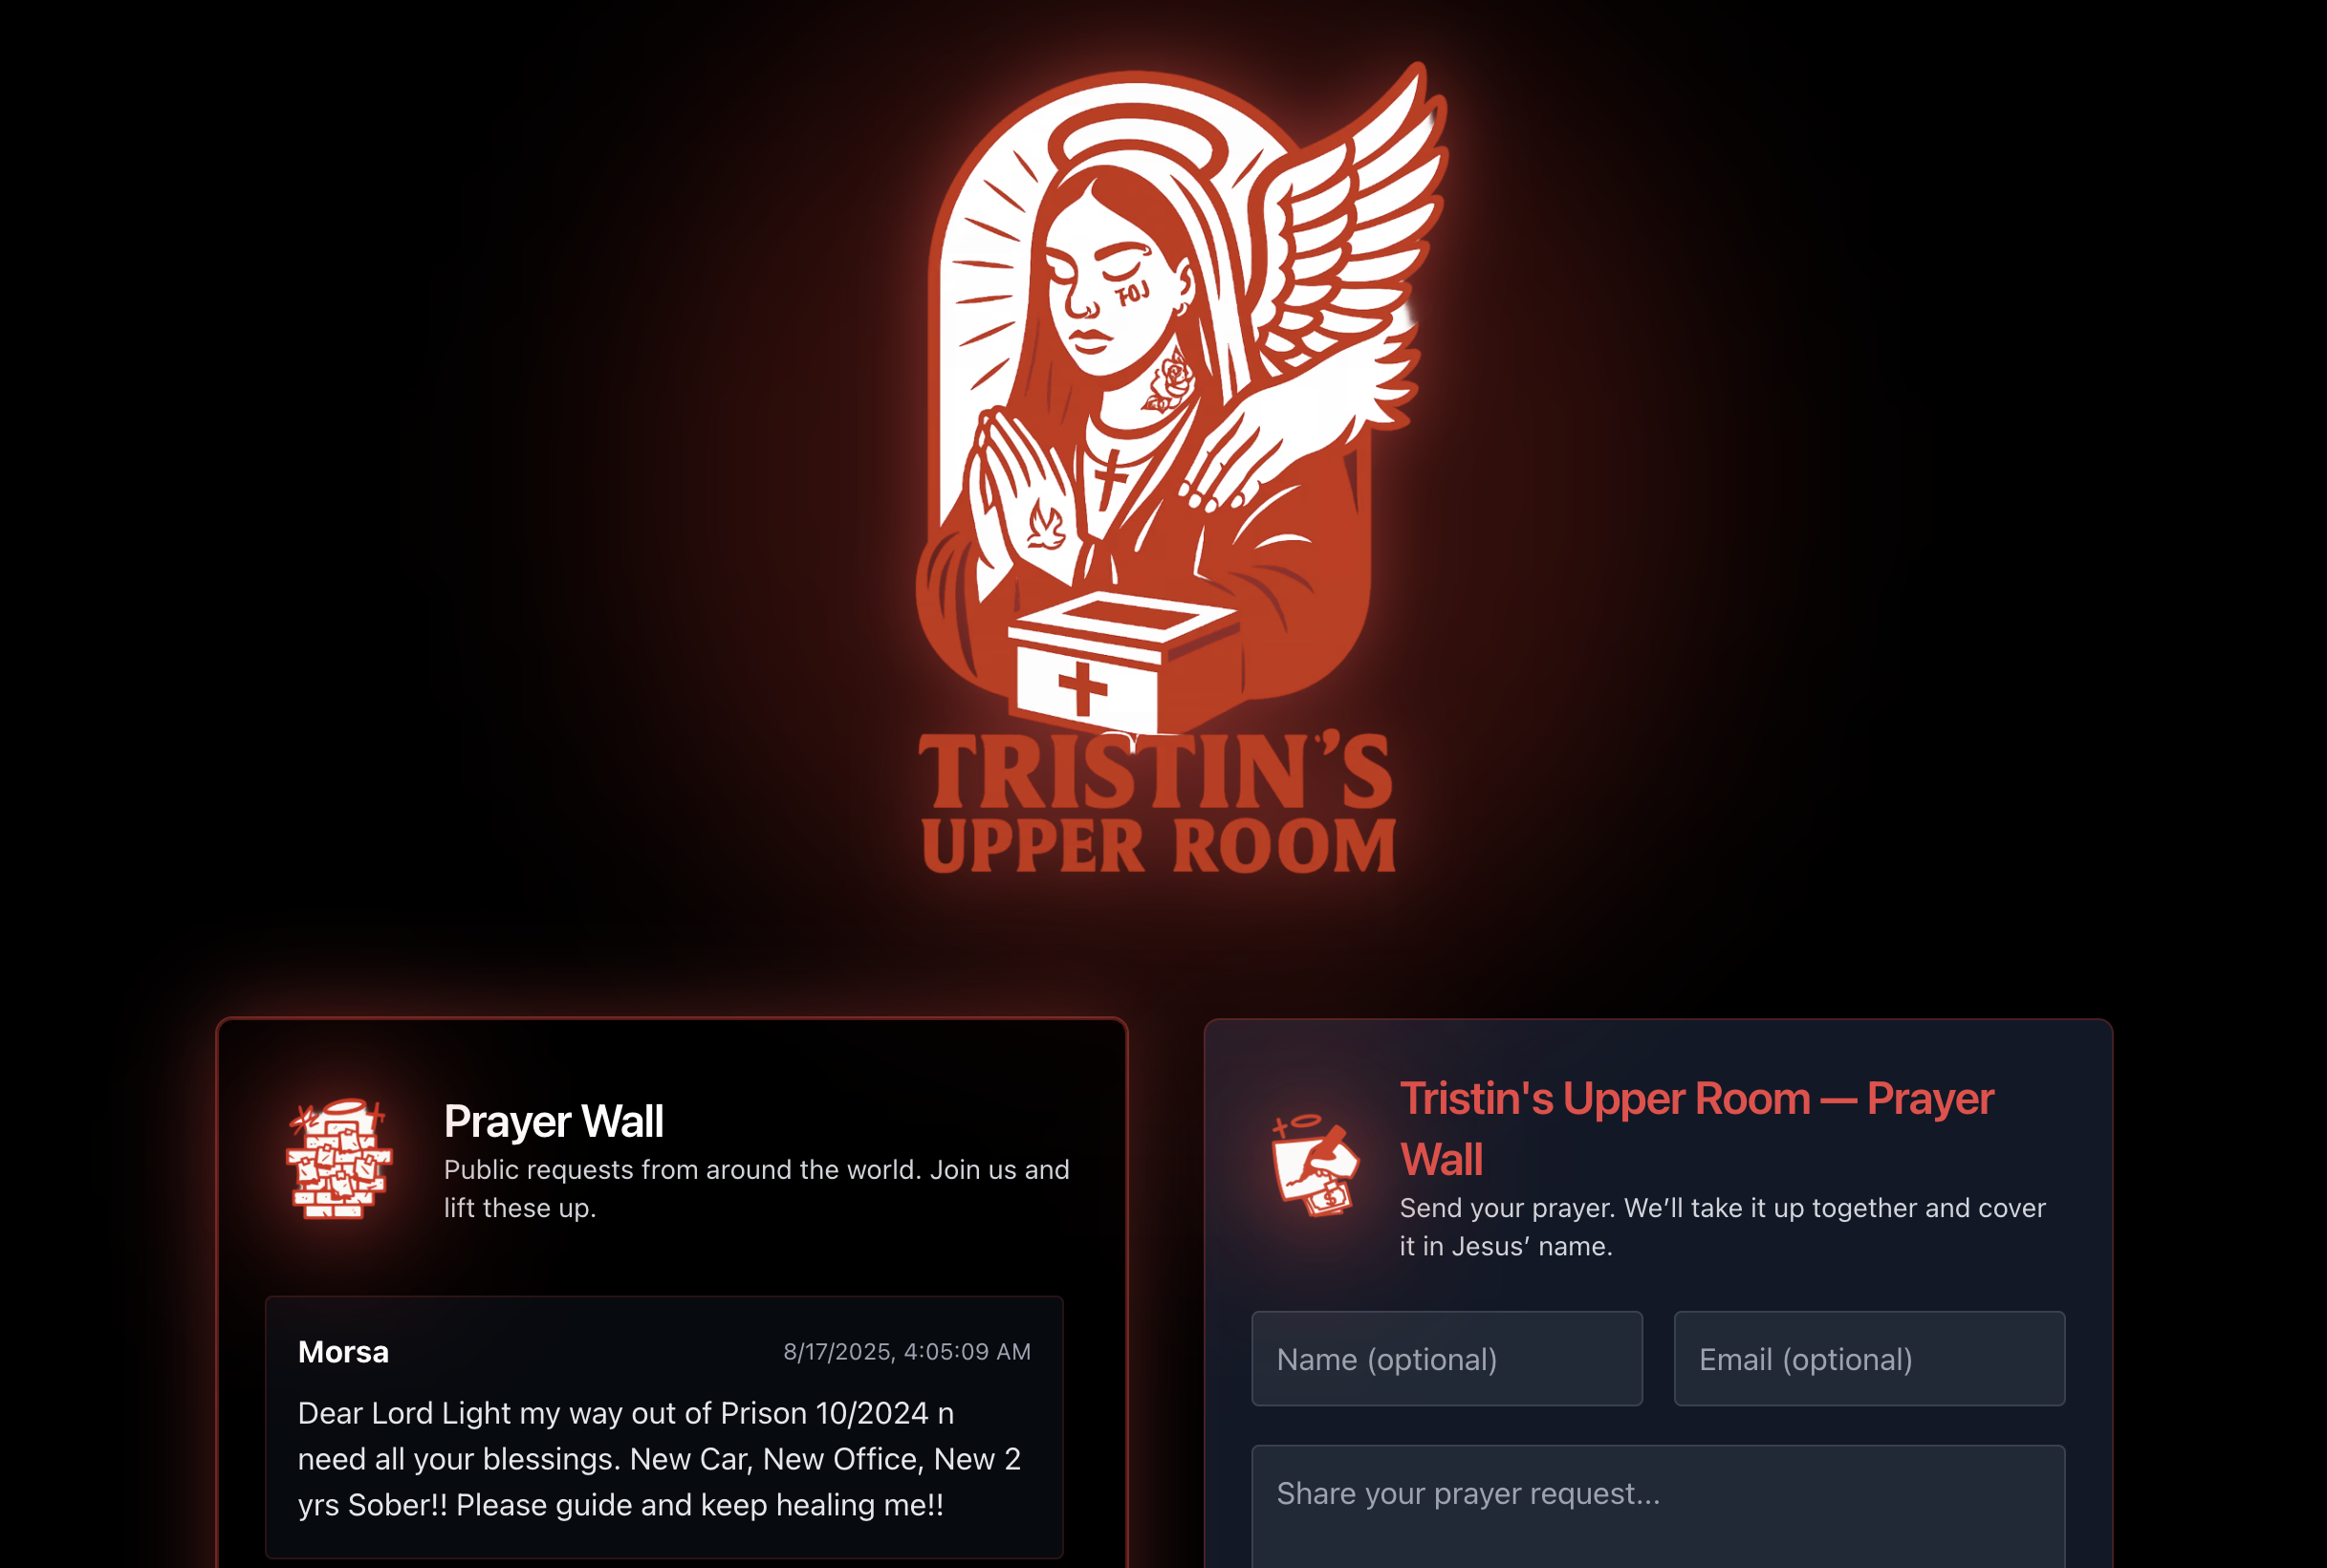 FOJ
TRISTIN'S
UPPER ROOM
Prayer Wall
Public requests from around the world. Join us and
lift these up.
Morsa
8/17/2025, 4:05:09 AM
Dear Lord Light my way out of Prison 10/2024 n
need all your blessings. New Car, New Office, New 2
yrs Sober!! Please guide and keep healing me!!
Tristin's Upper Room — Prayer
Wall
Send your prayer. We’ll take it up together and cover
it in Jesus’ name.
Name (optional)
Email (optional)
Share your prayer request...